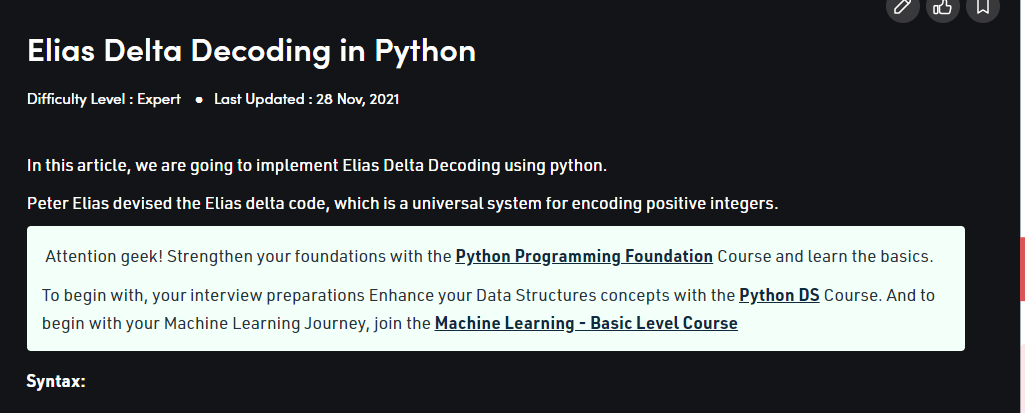 Elias Delta Decoding in Python
Difficulty Level : Expert • Last Updated : 28 Nov, 2021
In this article, we are going to implement Elias Delta Decoding using python.
Peter Elias devised the Elias delta code, which is a universal system for encoding positive integers.
Attention geek! Strengthen your foundations with the Python Programming Foundation Course and learn the basics.
To begin with, your interview preparations Enhance your Data Structures concepts with the Python DS Course. And to
begin with your Machine Learning Journey, join the Machine Learning - Basic Level Course
Syntax: